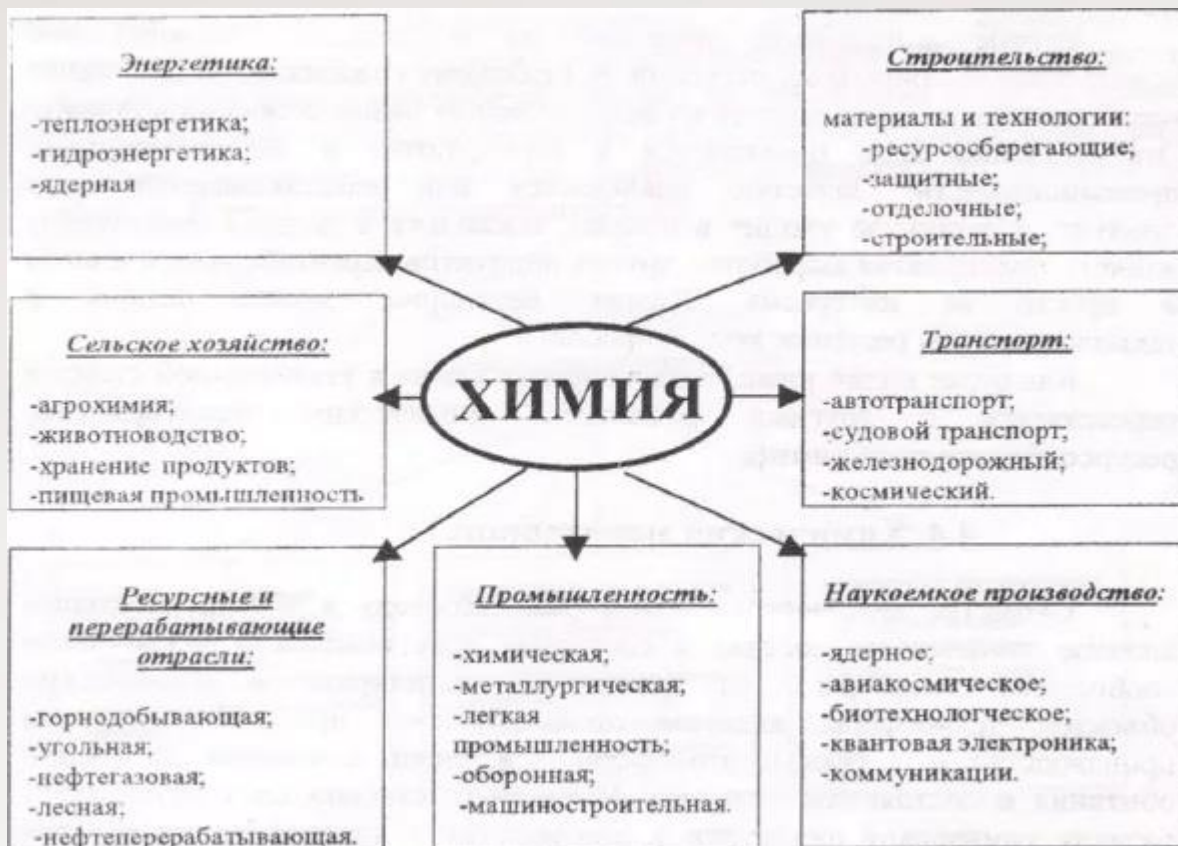 Энергетика:
-теплоэнергетика;
-гидроэнергетика;
-ядерная
Строительство:
материалы и технологии:
-ресурсосберегающие;
-защитные;
-отделочные;
-строительные;
Сельское хозяйство:
-агрохимия;
-животноводство;
-хранение продуктов;
-пищевая промышленность
ХИМИЯ
Транспорт:
-автотранспорт;
-судовой транспорт;
-железнодорожный;
-космический.
Ресурсные и
перерабатывающие
отрасли:
-горнодобывающая;
-угольная;
-нефтегазовая;
-лесная;
-нефтеперерабатывающая.
Промышленность:
-химическая;
-металлургическая;
-легкая
промышленность;
-оборонная;
-машиностроительная.
Наукоемкое производство:
-ядерное;
-авиакосмическое;
-биотехнологческое;
-квантовая электроника;
-коммуникации.